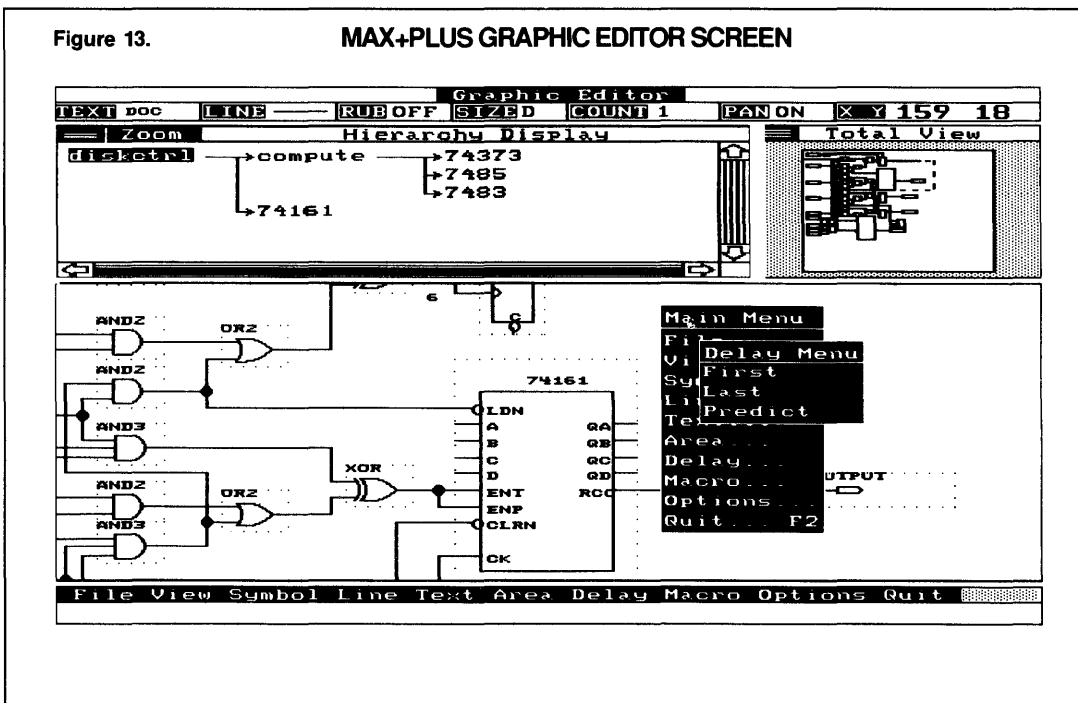 Figure 13. MAX+PLUS GRAPHIC EDITOR SCREEN
Graphic Editor
TEXT DOC LINE RUB OFF SIZE D COUNT 1 PAN ON X Y 159 18
Zoom Hierarchy Display
Total View
diskctrl compute 74373
7485
7483
74161
6
C
AND2
OR2
AND2
AND3
AND2
OR2
AND3
XOR
74161
LDN
A QA
B QB
C QC
D QD
ENT RCO
ENP
CLRN
CK
Main Menu
Area...
Delay...
Macro...
Options...
Quit... F2
Delay Menu
First
Last
Predict
File View Symbol Line Text Area Delay Macro Options Quit